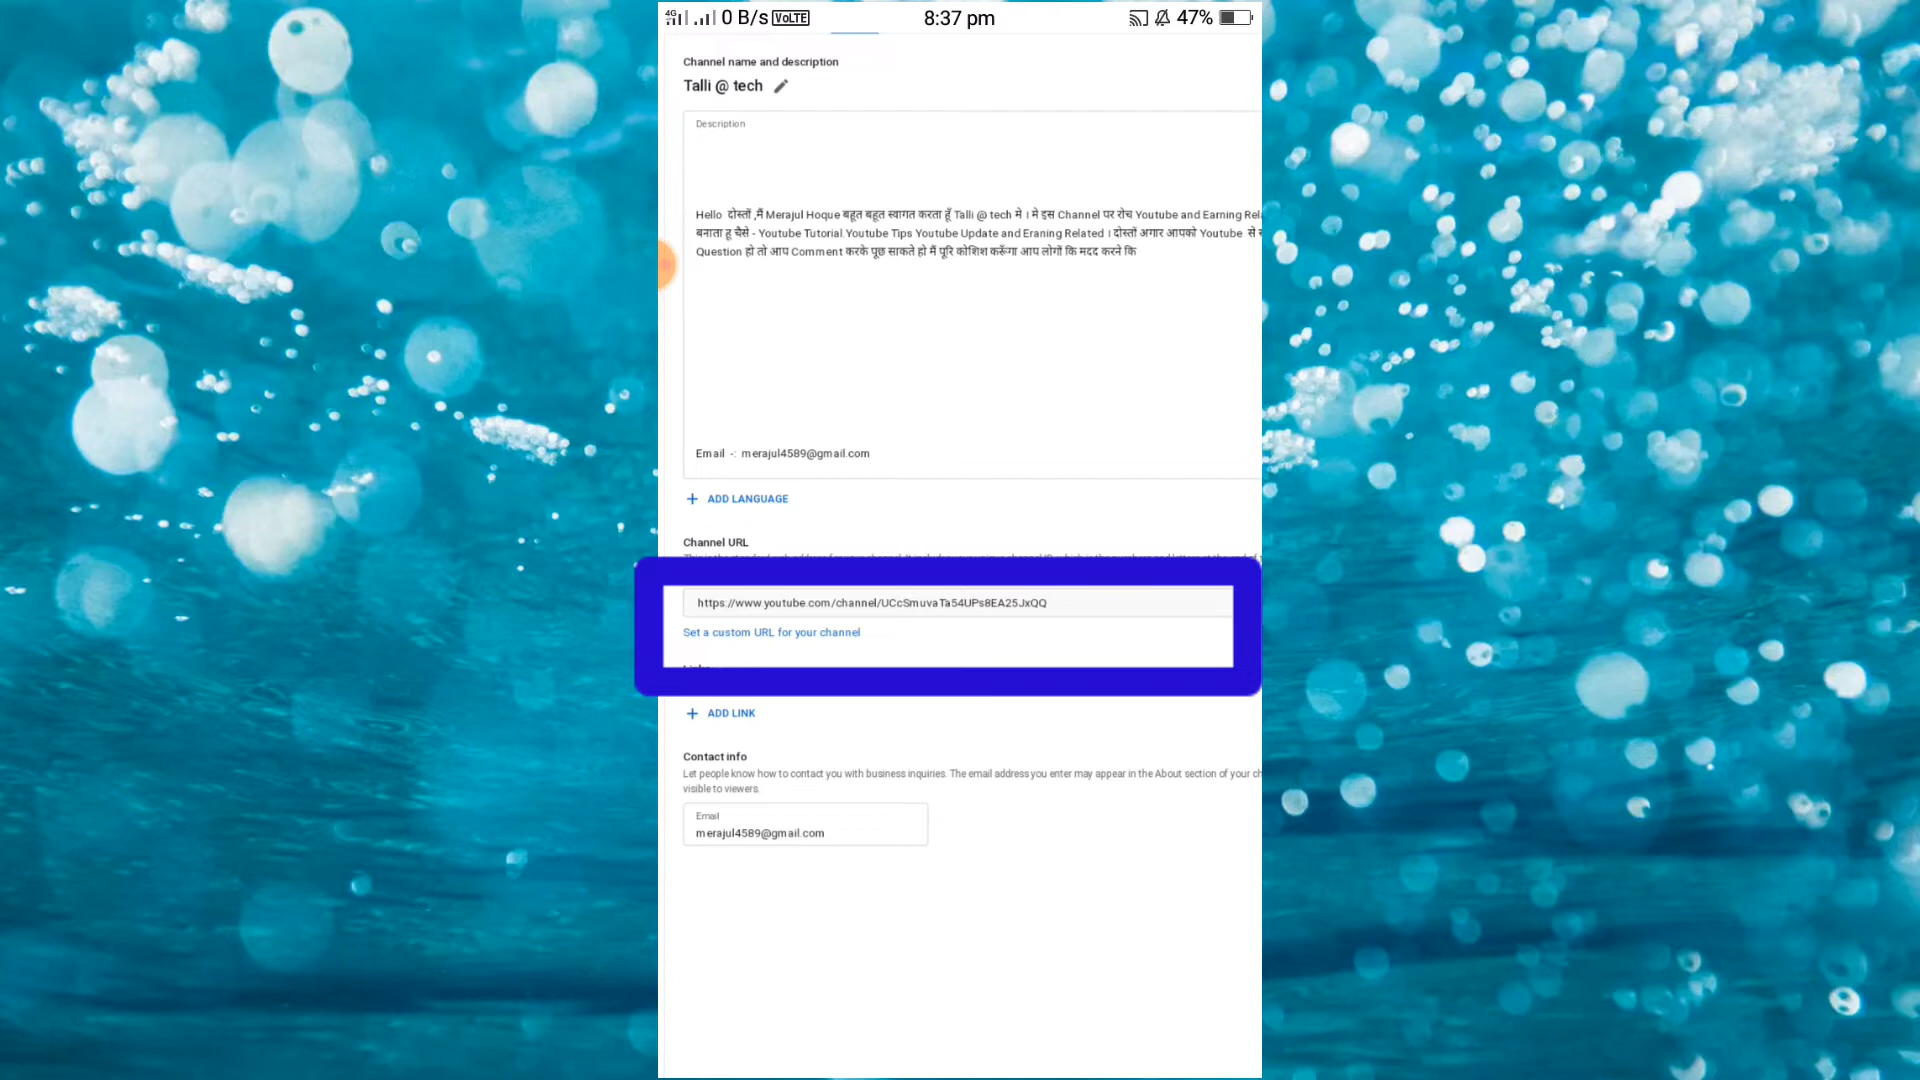 4G 0 B/s VoLTE 8:37 pm 47%
Channel name and description
Talli @ tech
Description
Hello दोस्तों ,मैं Merajul Hoque बहूत बहूत स्वागत करता हूँ Talli @ tech मे । मे इस Channel पर रोच Youtube and Earning
बनाता हू चैसे - Youtube Tutorial.Youtube Tips Youtube Update and Eraning Related । दोस्तों अगार आपको Youtube से
Question हो तो आप Comment करके पूछ साकते हो मैं पूरि कोशिश करूँगा आप लोगों कि मदद करने कि
Email -: merajul4589@gmail.com
+ ADD LANGUAGE
Channel URL
https://www.youtube.com/channel/UCcSmuvaTa54UPs8EA25JxQQ
Set a custom URL for your channel
+ ADD LINK
Contact info
Let people know how to contact you with business inquiries. The email address you enter may appear in the About section of your
visible to viewers.
Email
merajul4589@gmail.com